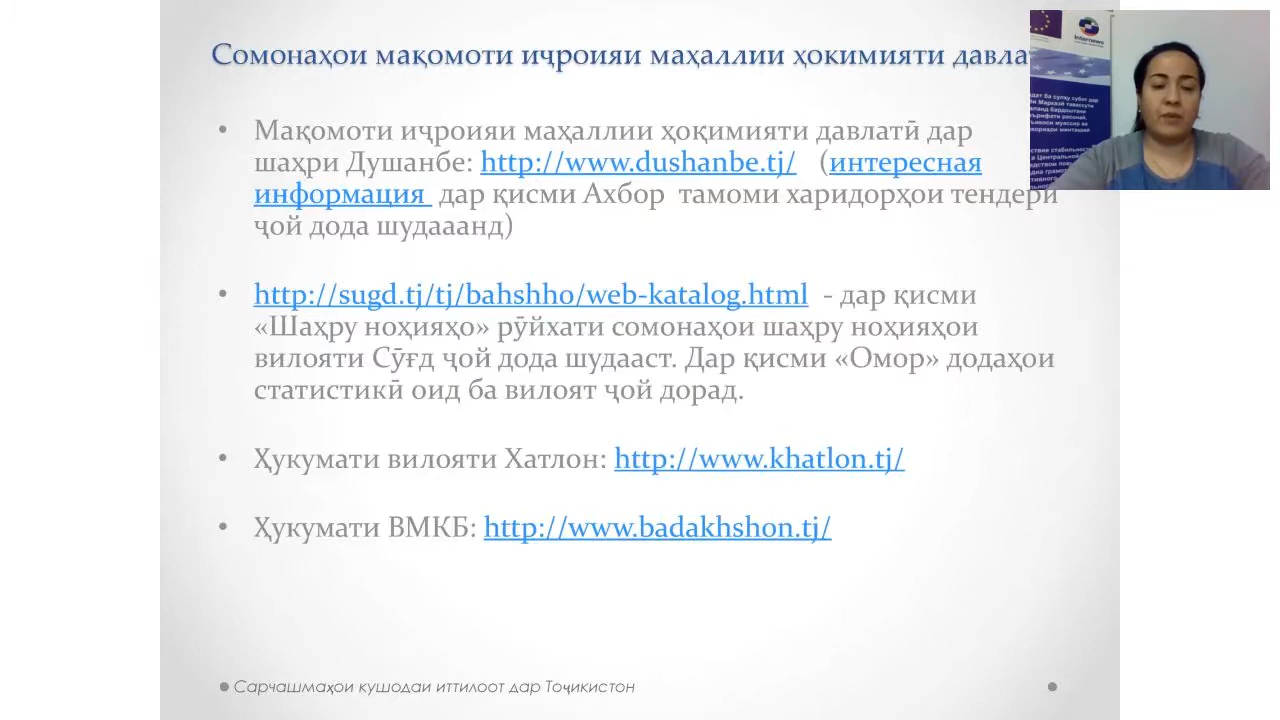 Сомонаҳои мақомоти иҷроияи маҳаллии ҳокимияти давла
• Мақомоти иҷроияи маҳаллии ҳоқимияти давлатӣ дар
шаҳри Душанбе: http://www.dushanbe.tj/ (интересная
информация дар қисми Ахбор тамоми харидорҳои тендерӣ
ҷой дода шудааанд)
• http://sugd.tj/tj/bahshho/web-katalog.html - дар қисми
«Шаҳру ноҳияҳо» рӯйхати сомонаҳои шаҳру ноҳияҳои
вилояти Сӯғд ҷой дода шудааст. Дар қисми «Омор» додаҳои
статистикӣ оид ба вилоят ҷой дорад.
• Ҳукумати вилояти Хатлон: http://www.khatlon.tj/
• Ҳукумати ВМКБ: http://www.badakhshon.tj/
Сарчашмаҳои кушодаи иттилоот дар Тоҷикистон
Internews